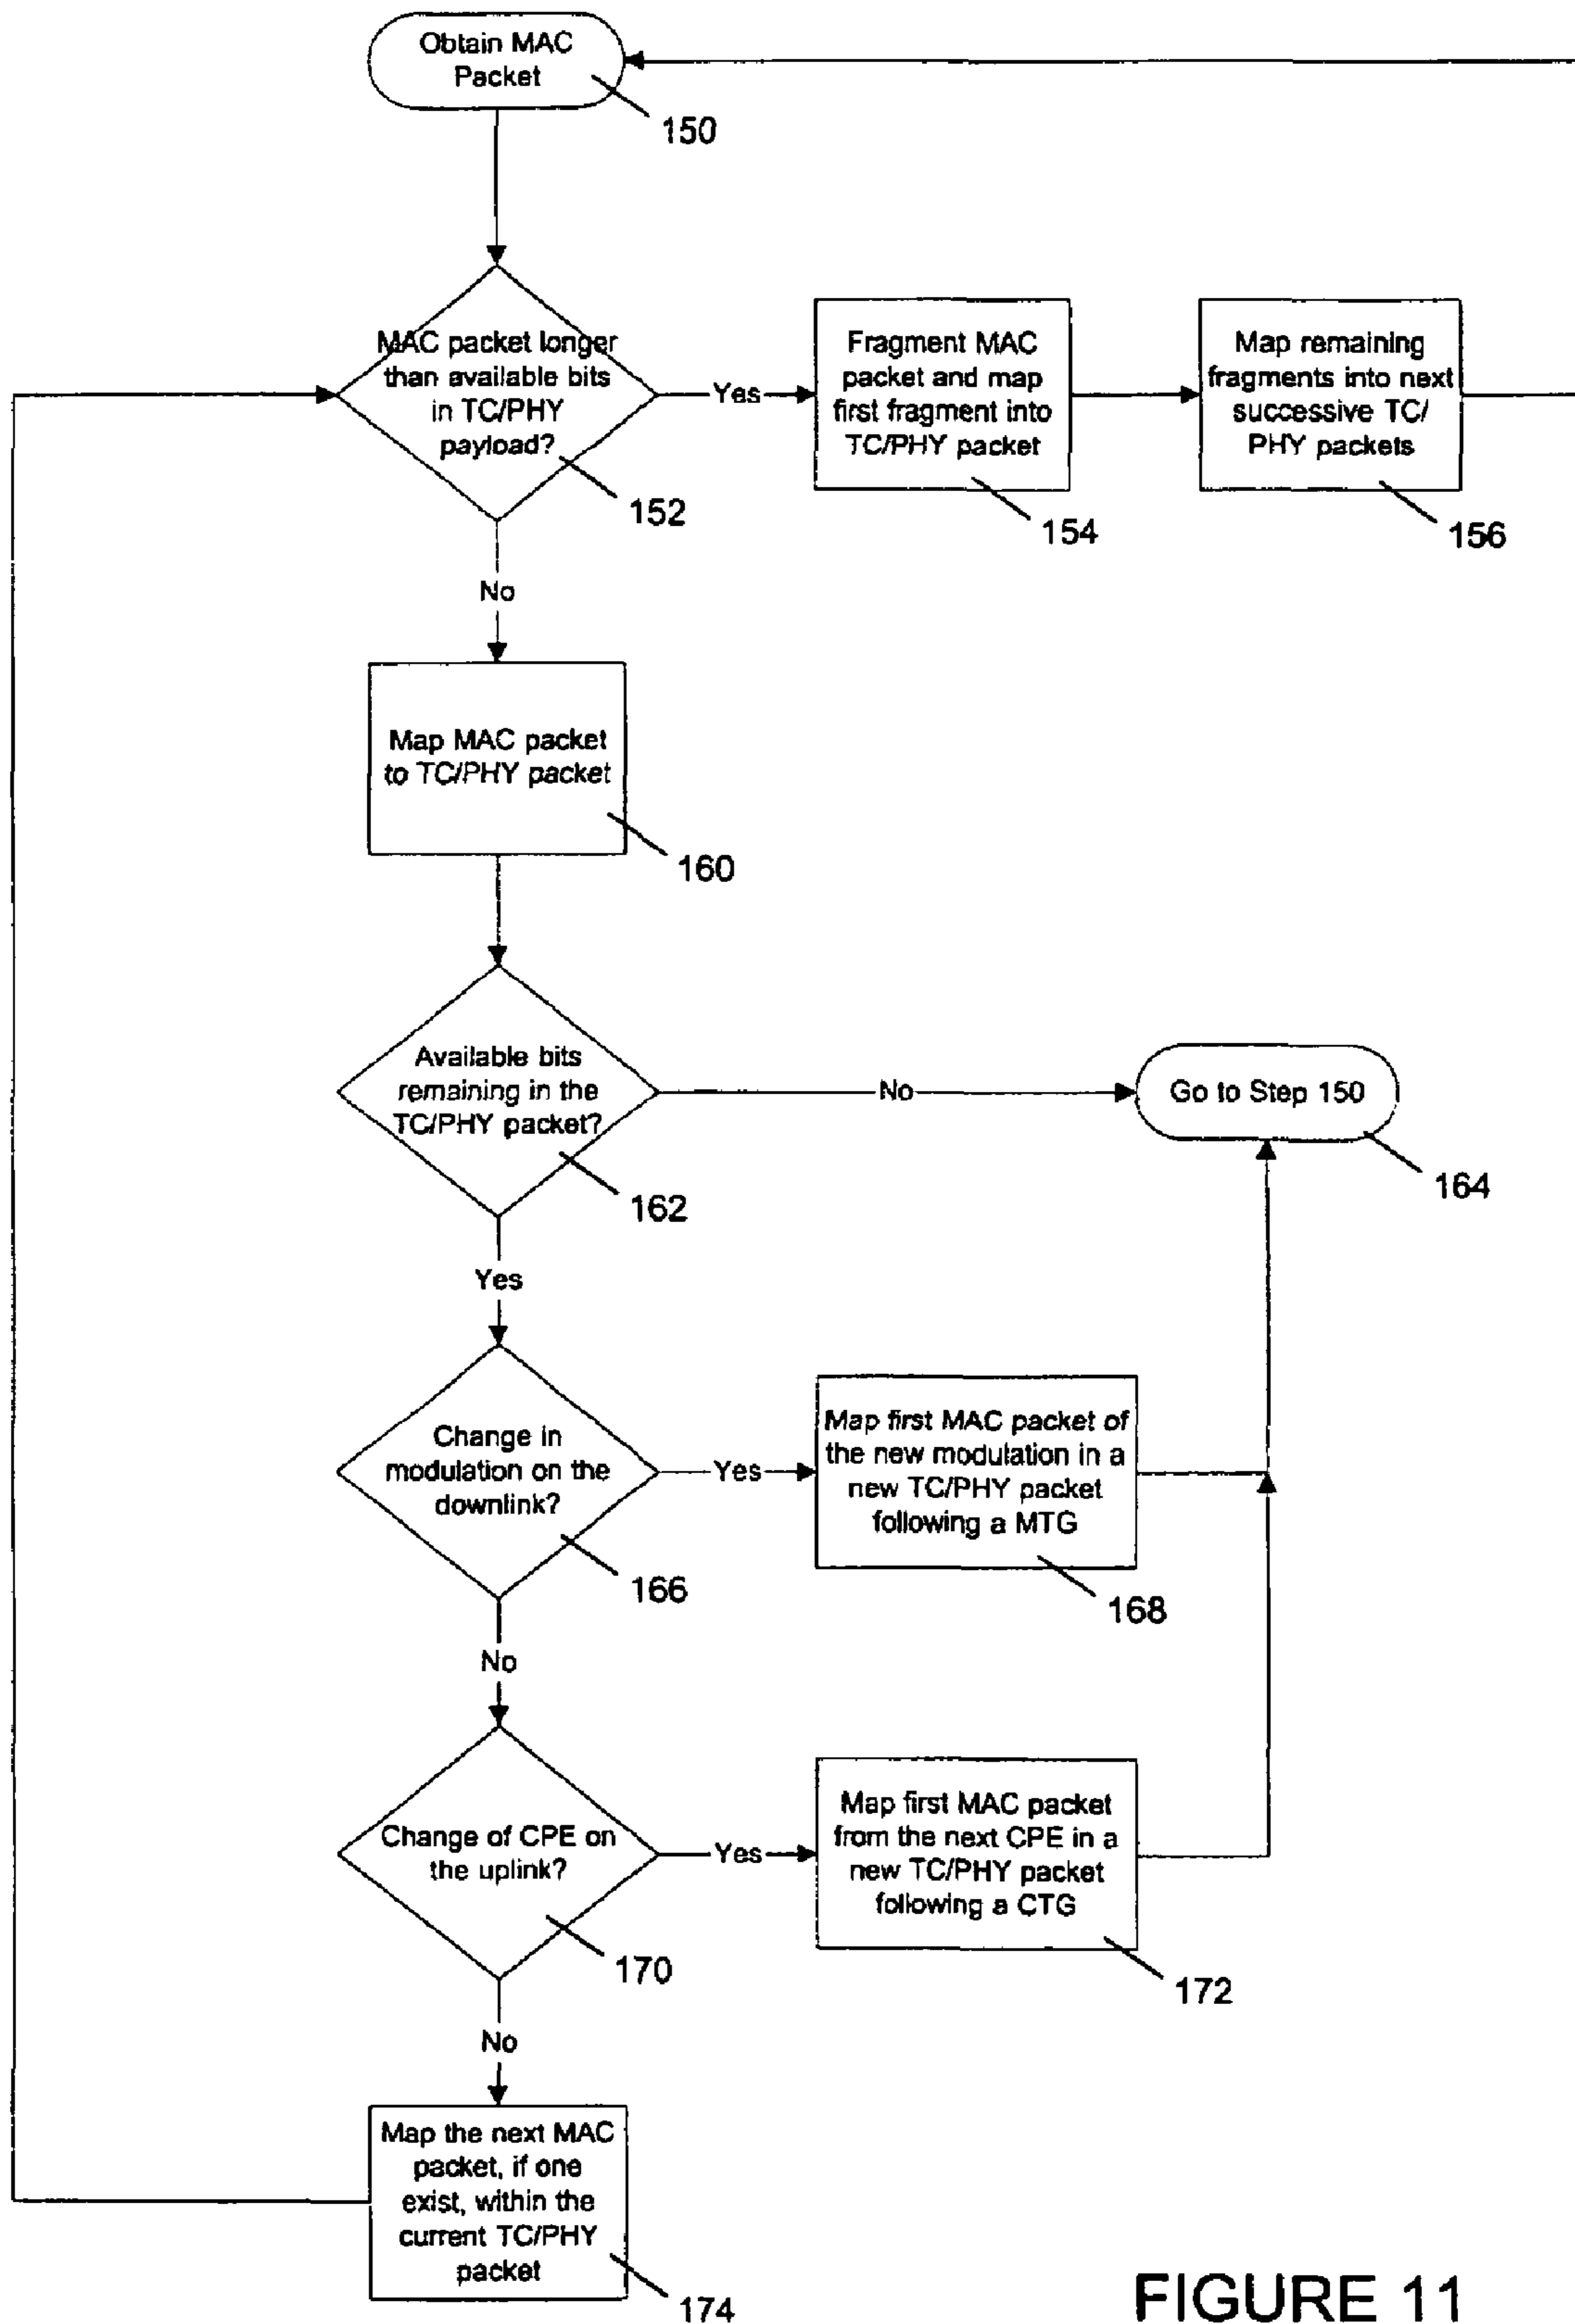 Obtain MAC
Packet
150
MAC packet longer
than available bits
in TC/PHY
payload?
152
Yes
Fragment MAC
packet and map
first fragment into
TC/PHY packet
154
Map remaining
fragments into next
successive TC/
PHY packets
156
No
Map MAC packet
to TC/PHY packet
160
Available bits
remaining in the
TC/PHY packet?
162
No
Go to Step 150
164
Yes
Change in
modulation on the
downlink?
166
Yes
Map first MAC packet of
the new modulation in a
new TC/PHY packet
following a MTG
168
No
Change of CPE on
the uplink?
170
Yes
Map first MAC packet
from the next CPE in a
new TC/PHY packet
following a CTG
172
No
Map the next MAC
packet, if one
exist, within the
current TC/PHY
packet
174
FIGURE 11